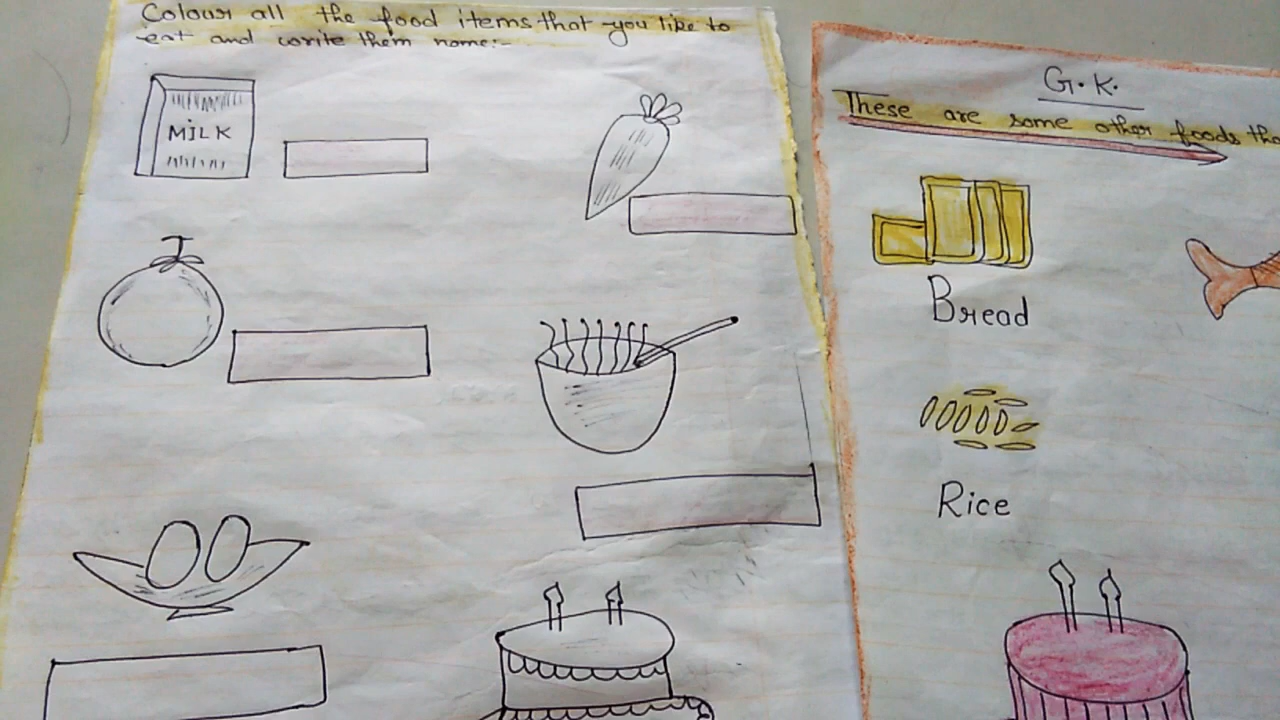 Colour all the food items that you like to
eat and write them name:-
MILK
G.K.
These are some other foods tha
Bread
Rice